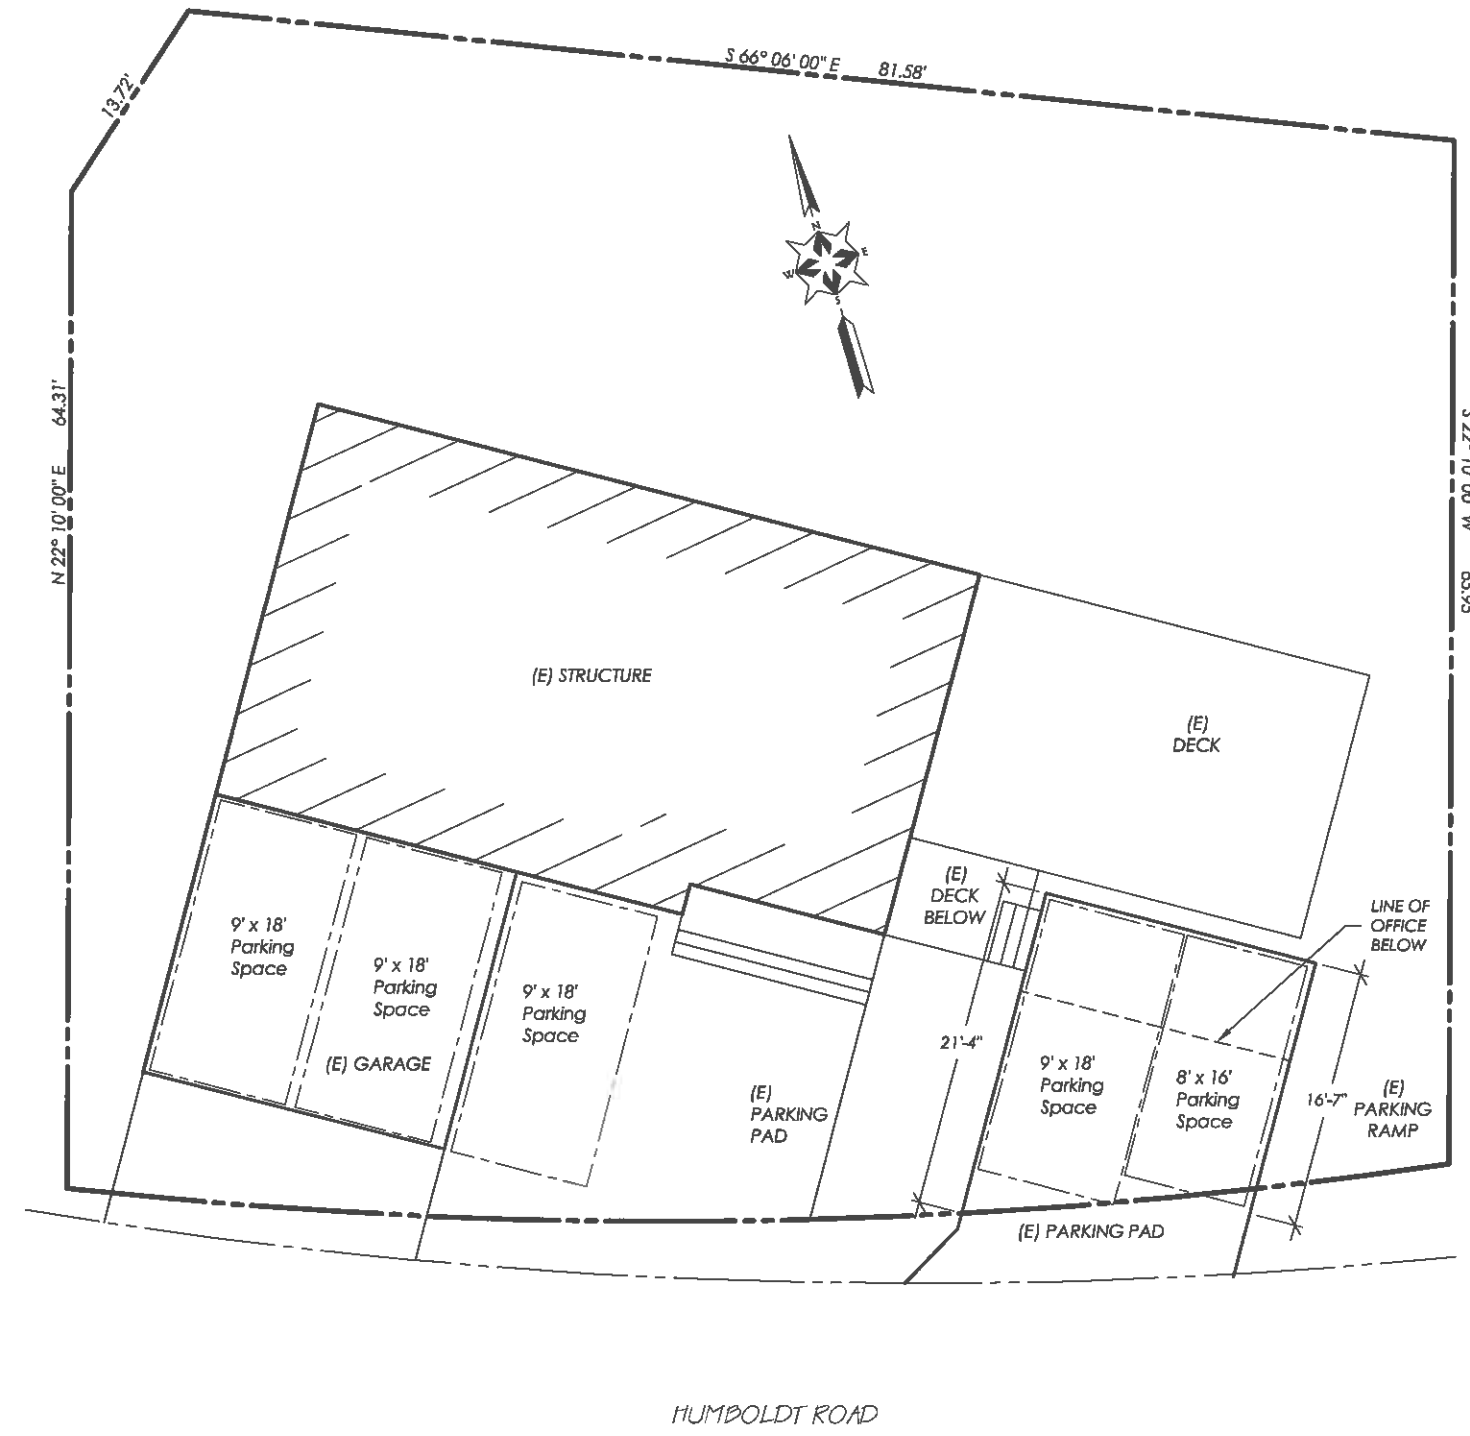 S 66° 06' 00" E 81.58'
13.72'
N
E
W
S
N 22° 10' 00" E 64.31'
(E) STRUCTURE
(E)
DECK
(E)
DECK
BELOW
LINE OF
OFFICE
BELOW
9' x 18'
Parking
Space
9' x 18'
Parking
Space
9' x 18'
Parking
Space
(E) GARAGE
21'-4"
9' x 18'
Parking
Space
8' x 16'
Parking
Space
16'-7"
(E)
PARKING
RAMP
(E)
PARKING
PAD
(E) PARKING PAD
HUMBOLDT ROAD